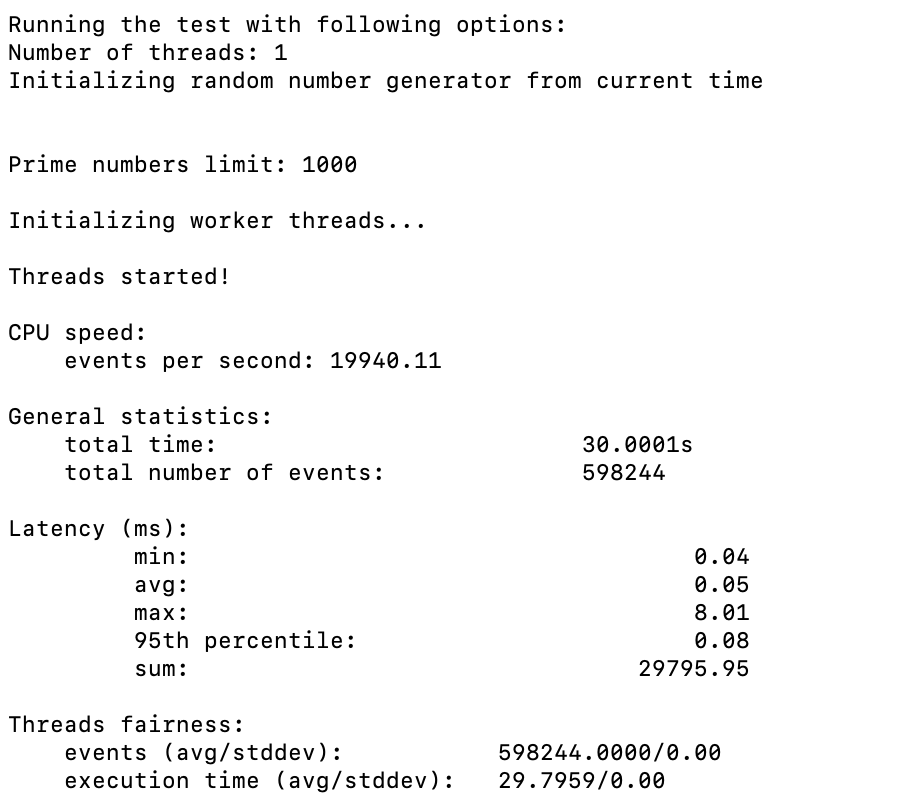 Running the test with following options:
Number of threads: 1
Initializing random number generator from current time
Prime numbers limit: 1000
Initializing worker threads...
Threads started!
CPU speed:
events per second: 19940.11
General statistics:
total time: 30.0001s
total number of events: 598244
Latency (ms):
min: 0.04
avg: 0.05
max: 8.01
95th percentile: 0.08
sum: 29795.95
Threads fairness:
events (avg/stddev): 598244.0000/0.00
execution time (avg/stddev): 29.7959/0.00